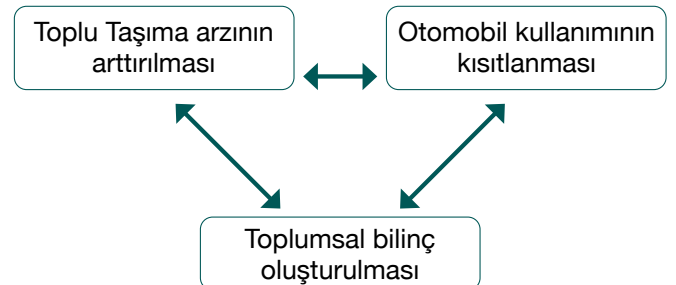 Toplu Taşıma arzının
arttırılması
Otomobil kullanımının
kısıtlanması
Toplumsal bilinç
oluşturulması